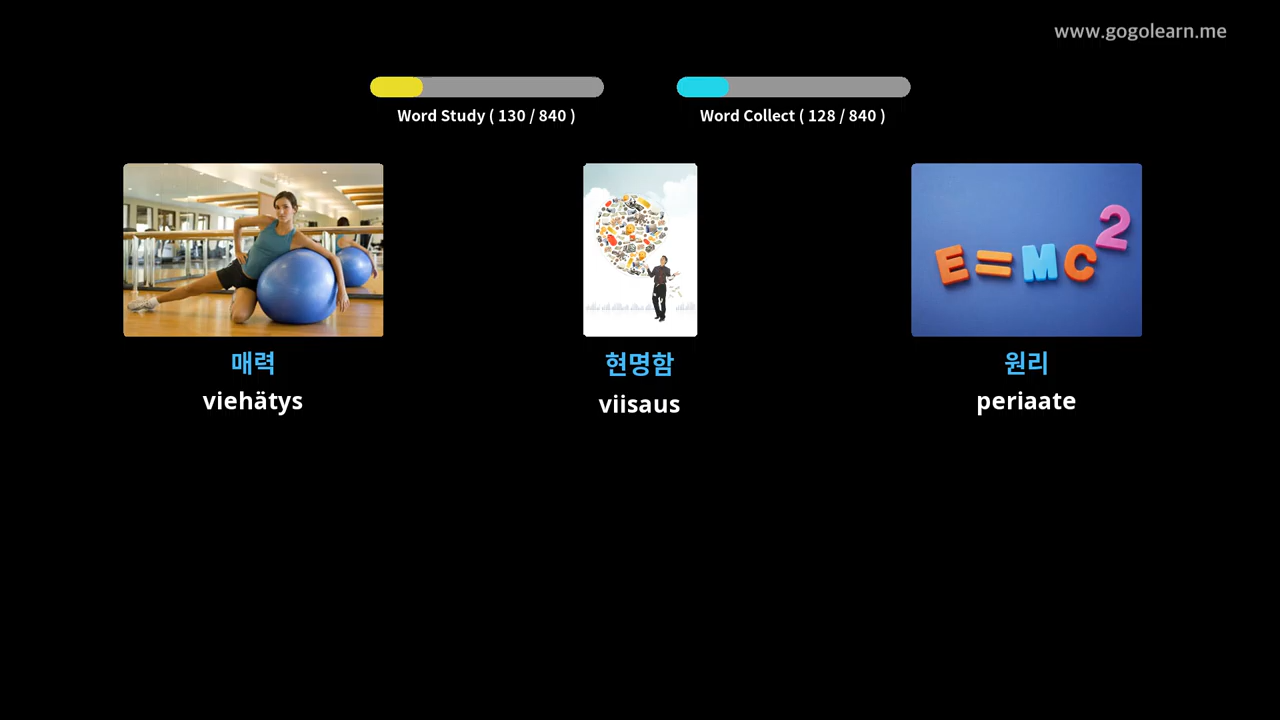 www.gogolearn.me
Word Study ( 130 / 840 )
Word Collect ( 128 / 840 )
E=MC2
매력
현명함
원리
viehätys
viisaus
periaate